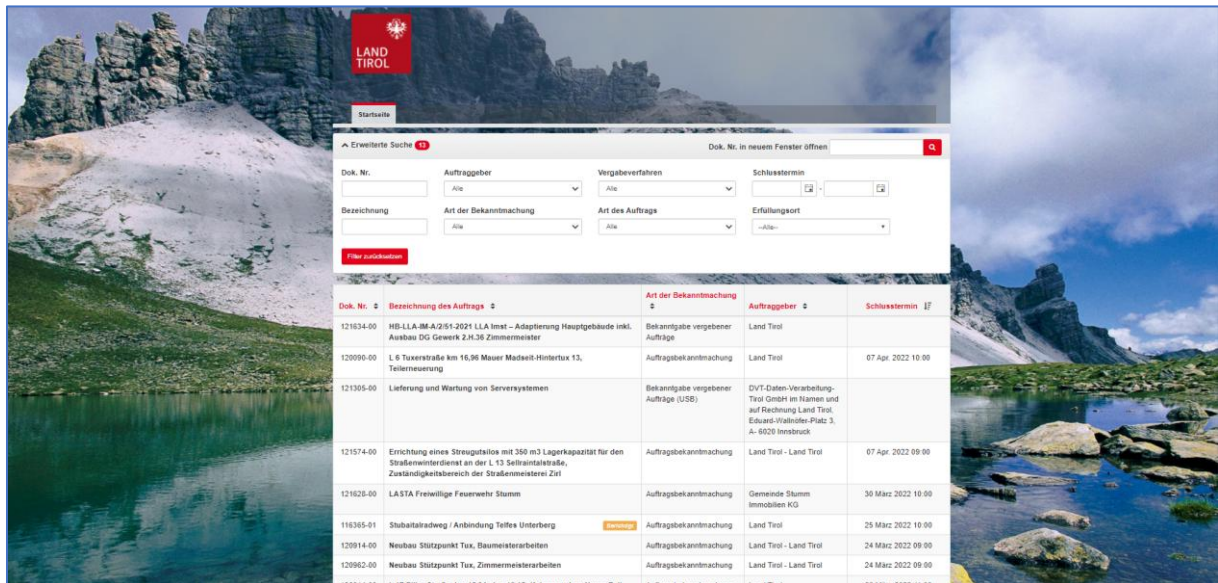 LAND
TIROL
Startseite
Erweiterte Suche 13
Dok. Nr. in neuem Fenster öffnen
Dok. Nr. Auftraggeber Vergabeverfahren Schlusstermin
Alle Alle -
Bezeichnung Art der Bekanntmachung Art des Auftrags Erfüllungsort
Alle Alle --Alle--
Filter zurücksetzen
Art der Bekanntmachung
Dok. Nr. Bezeichnung des Auftrags Auftraggeber Schlusstermin
121634-00 HB-LLA-IM-A/2/51-2021 LLA Imst – Adaptierung Hauptgebäude inkl. Bekanntgabe vergebener Land Tirol
Ausbau DG Gewerk 2.H.36 Zimmermeister Aufträge
120090-00 L 6 Tuxerstraße km 16,96 Mauer Madseit-Hintertux 13, Auftragsbekanntmachung Land Tirol 07 Apr. 2022 10:00
Teilerneuerung
121305-00 Lieferung und Wartung von Serversystemen Bekanntgabe vergebener DVT-Daten-Verarbeitung-
Aufträge (USB) Tirol GmbH im Namen und
auf Rechnung Land Tirol,
Eduard-Wallnöfer-Platz 3,
A- 6020 Innsbruck
121574-00 Errichtung eines Streugutsilos mit 350 m3 Lagerkapazität für den Auftragsbekanntmachung Land Tirol - Land Tirol 07 Apr. 2022 09:00
Straßenwinterdienst an der L 13 Sellraintalstraße,
Zuständigkeitsbereich der Straßenmeisterei Zirl
121628-00 LASTA Freiwillige Feuerwehr Stumm Auftragsbekanntmachung Gemeinde Stumm 30 März 2022 10:00
Immobilien KG
116365-01 Stubaitalradweg / Anbindung Telfes Unterberg Auftragsbekanntmachung Land Tirol 25 März 2022 10:00
120914-00 Neubau Stützpunkt Tux, Baumeisterarbeiten Auftragsbekanntmachung Land Tirol - Land Tirol 24 März 2022 09:00
120962-00 Neubau Stützpunkt Tux, Zimmermeisterarbeiten Auftragsbekanntmachung Land Tirol - Land Tirol 24 März 2022 09:00